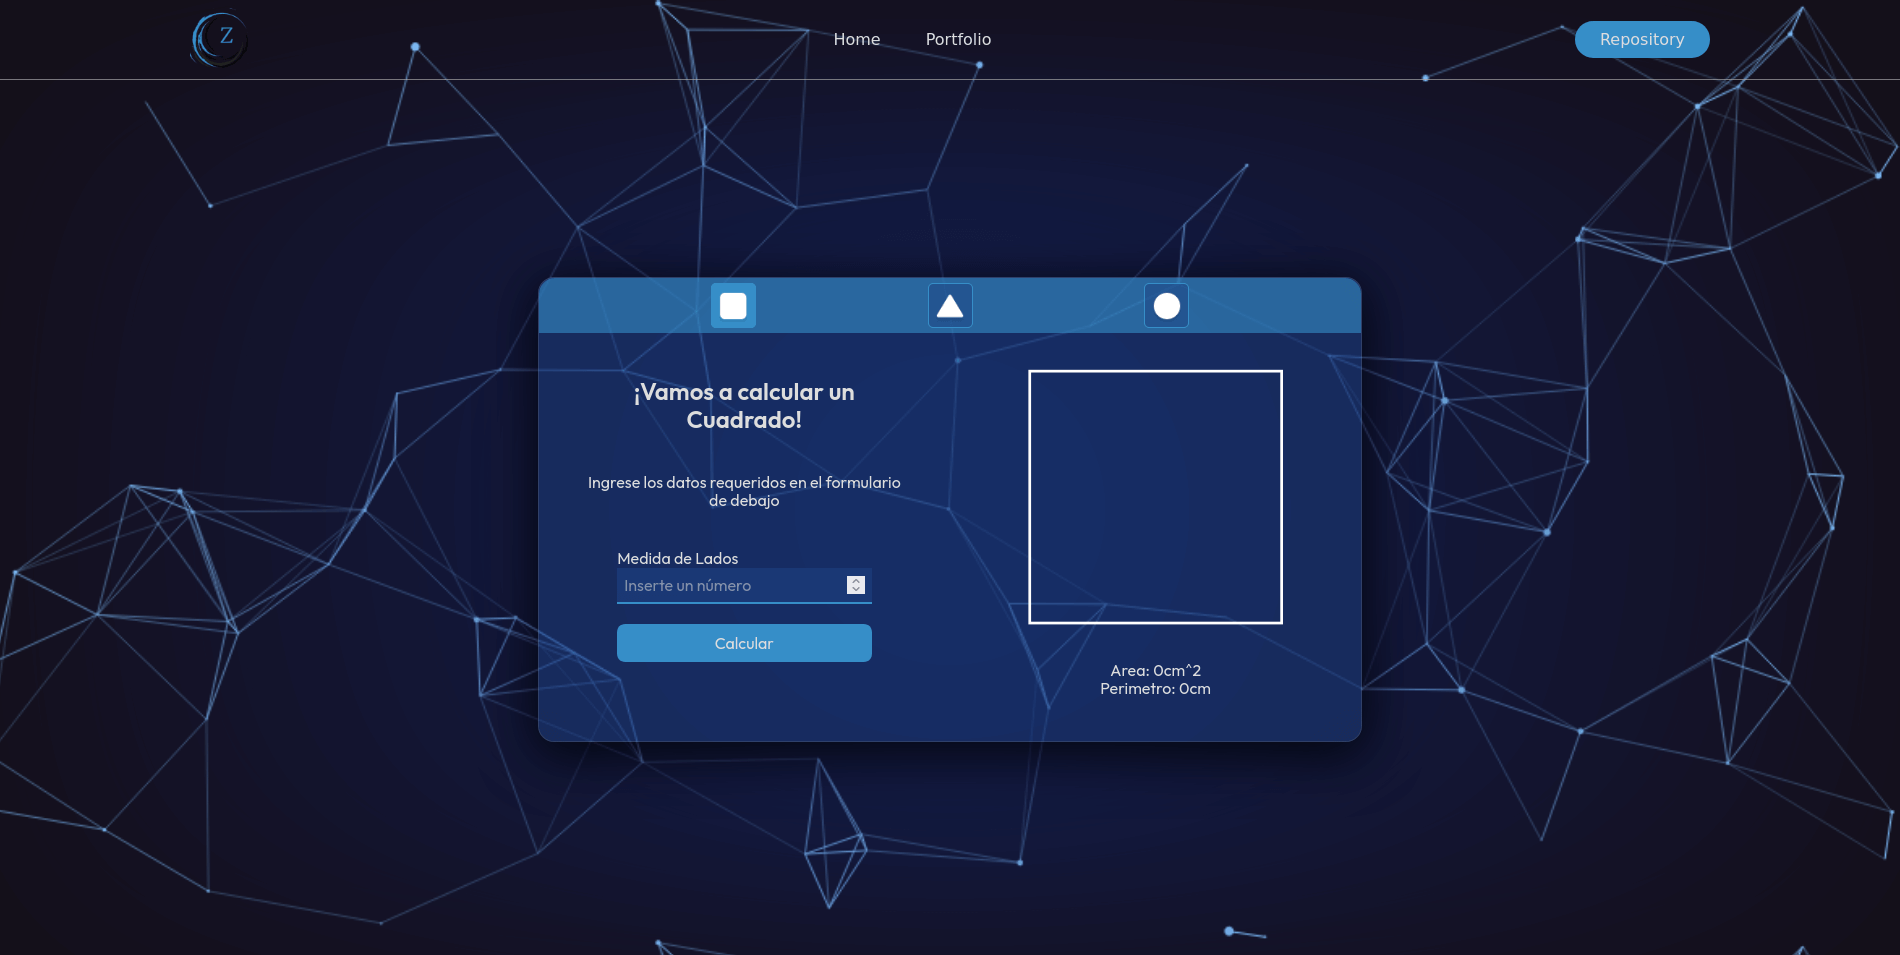 Z
Home
Portfolio
Repository
¡Vamos a calcular un
Cuadrado!
Ingrese los datos requeridos en el formulario
de debajo
Medida de Lados
Inserte un número
Calcular
Area: 0cm^2
Perimetro: 0cm